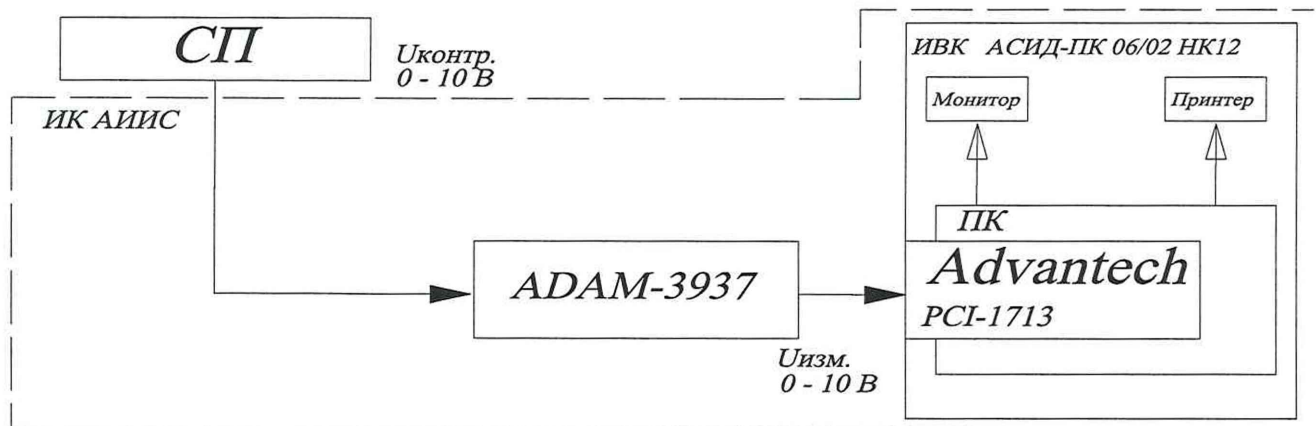 СП
Uконтр.
0 - 10 В
ИК АИИС
ИВК АСИД-ПК 06/02 НК12
Монитор
Принтер
ПК
Advantech
PCI-1713
ADAM-3937
Uизм.
0 - 10 В